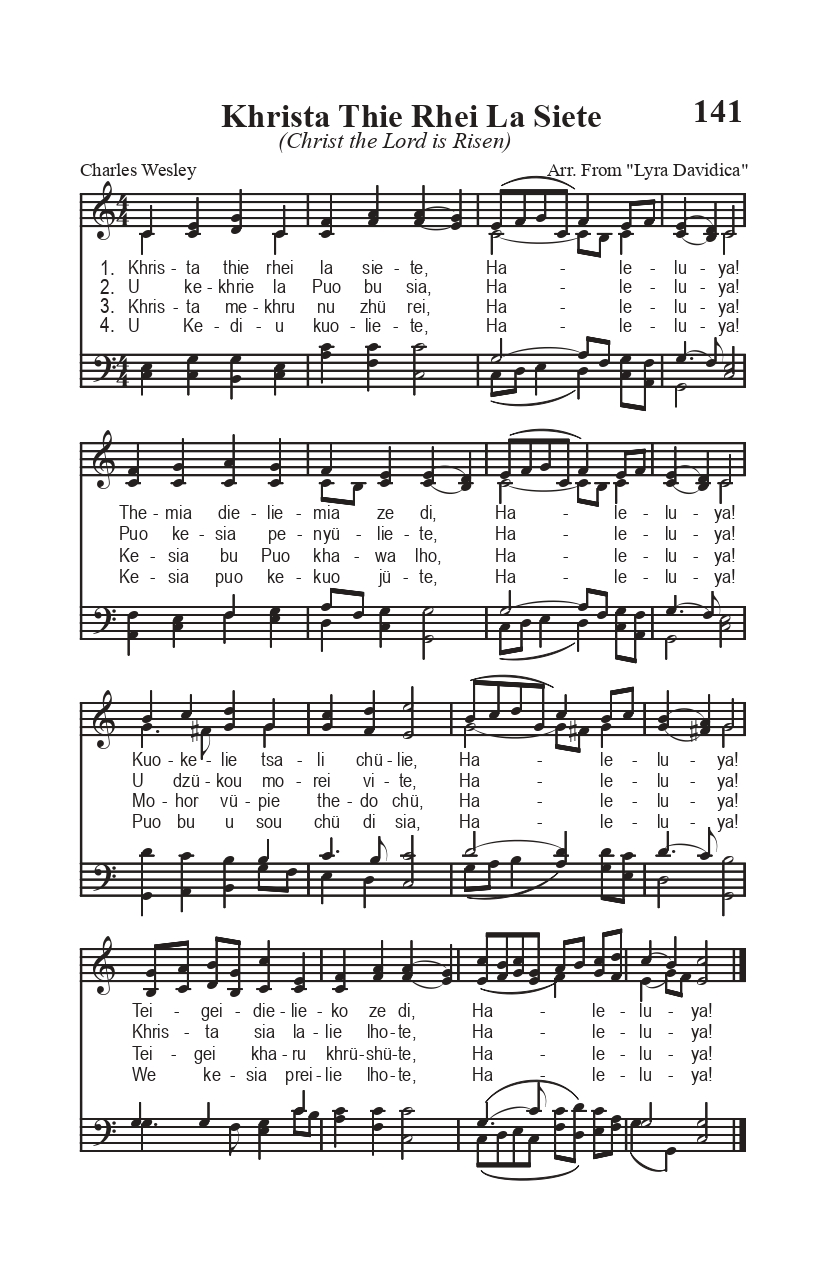 141
Khrista Thie Rhei La Siete
(Christ the Lord is Risen)
Charles Wesley Arr. From "Lyra Davidica"
1. Khris - ta thie rhei la sie - te, Ha - le - lu - ya!
2. U ke - khrie la Puo bu sia, Ha - le - lu - ya!
3. Khris - ta me - khru nu zhü rei, Ha - le - lu - ya!
4. U Ke - di - u kuo - lie - te, Ha - le - lu - ya!
The - mia die - lie - mia ze di, Ha - le - lu - ya!
Puo ke - sia pe - nyü - lie - te, Ha - le - lu - ya!
Ke - sia bu Puo kha - wa lho, Ha - le - lu - ya!
Ke - sia puo ke - kuo jü - te, Ha - le - lu - ya!
Kuo - ke - lie tsa - li chü - lie, Ha - le - lu - ya!
U dzü - kou mo - rei vi - te, Ha - le - lu - ya!
Mo - hor vü - pie the - do chü, Ha - le - lu - ya!
Puo bu u sou chü di sia, Ha - le - lu - ya!
Tei - gei - die - lie - ko ze di, Ha - le - lu - ya!
Khris - ta sia la - lie lho - te, Ha - le - lu - ya!
Tei - gei kha - ru khrü - shü - te, Ha - le - lu - ya!
We ke - sia prei - lie lho - te, Ha - le - lu - ya!